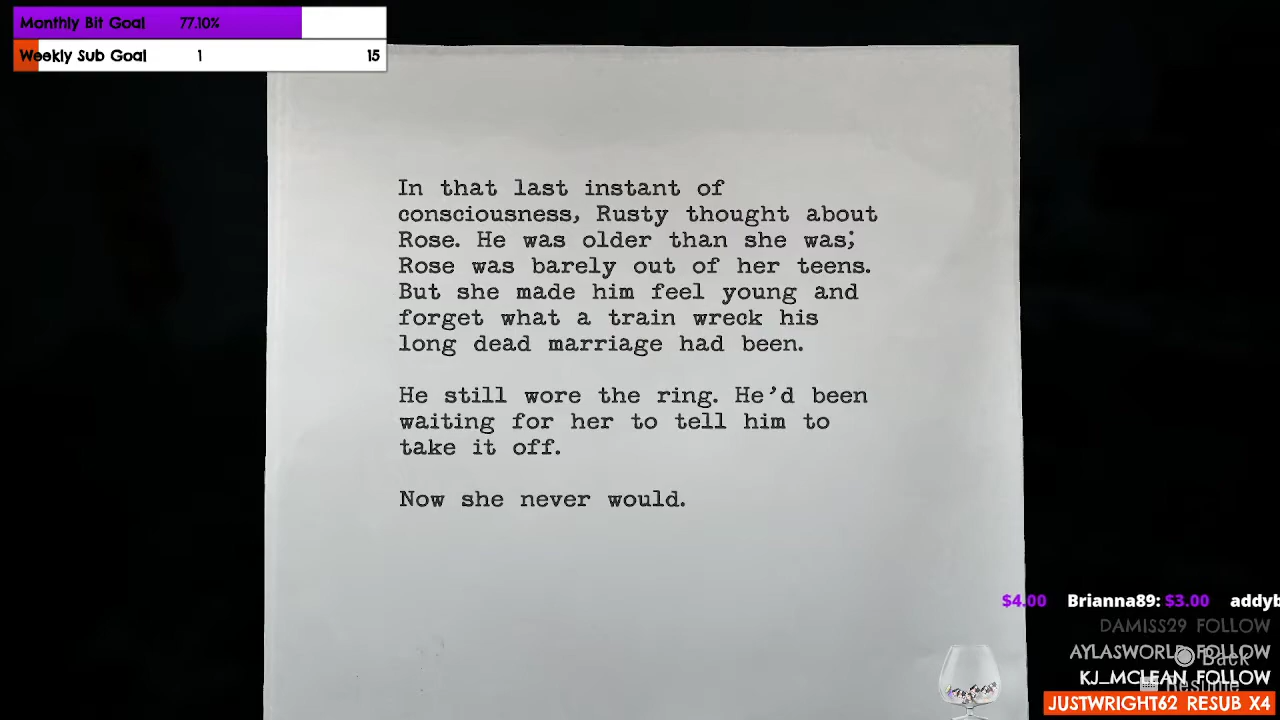 Monthly Bit Goal 77.10%
Weekly Sub Goal 1 15
In that last instant of
consciousness, Rusty thought about
Rose. He was older than she was;
Rose was barely out of her teens.
But she made him feel young and
forget what a train wreck his
long dead marriage had been.
He still wore the ring. He'd been
waiting for her to tell him to
take it off.
Now she never would.
$4.00 Brianna89: $3.00 addyb
DAMISS29 FOLLOW
AYLASWORLD_FOLLOW
Back
KJ_MCLEAN FOLLOW
Resume
JUSTWRIGHT62 RESUB X4